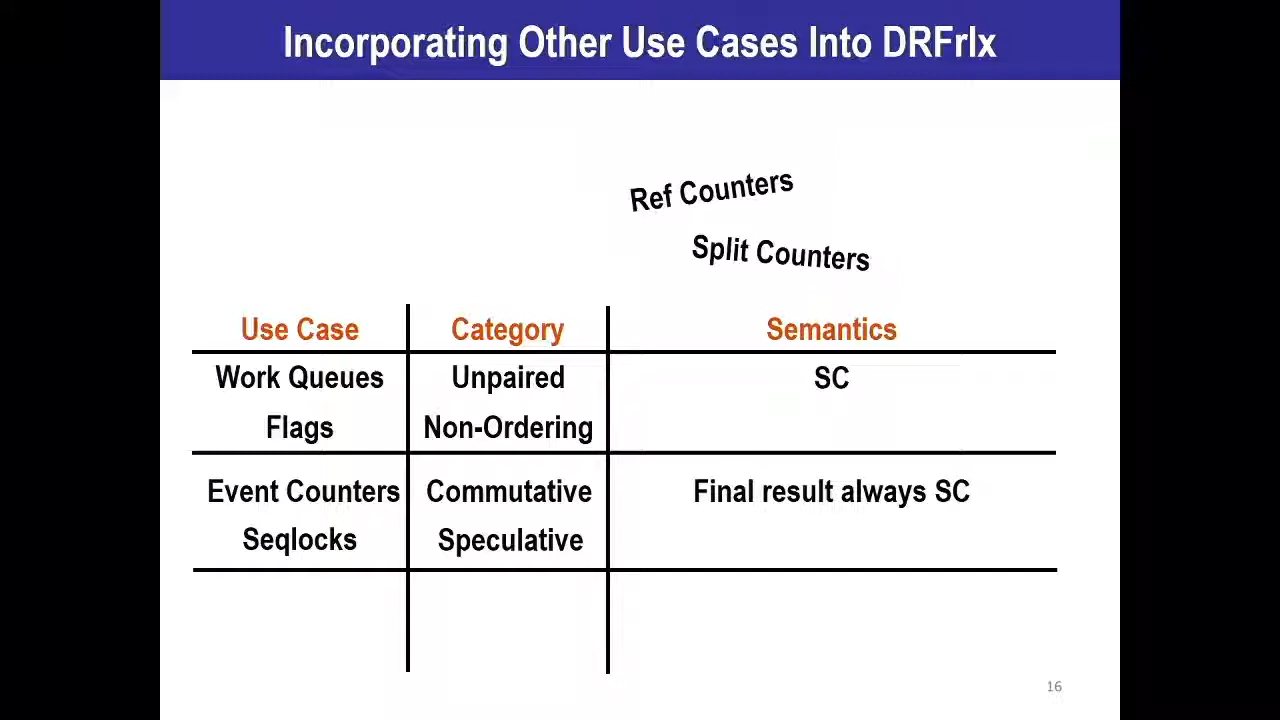 Incorporating Other Use Cases Into DRFrlx
Ref Counters
Split Counters
Use Case Category Semantics
Work Queues Unpaired SC
Flags Non-Ordering
Event Counters Commutative Final result always SC
Seqlocks Speculative
16